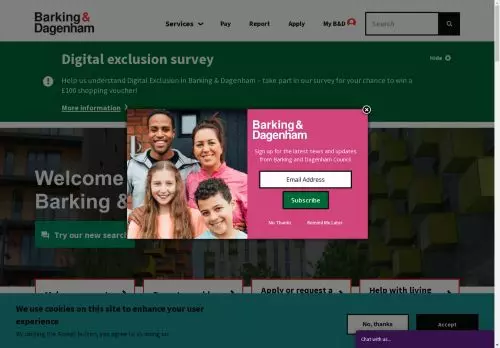 Barking &
Dagenham
Services
Pay
Report
Apply
My B&D
Search
Digital exclusion survey
Hide
Help us understand Digital Exclusion in Barking & Dagenham - take part in our survey for your chance to win a
£100 shopping voucher!
More information
Barking &
Dagenham
Sign up for the latest news and updates
from Barking and Dagenham Council.
Email Address
Subscribe
No Thanks
Remind Me Later
Welcome
Barking &
Try our new search
Apply or request a
Help with living
We use cookies on this site to enhance your user
experience
By clicking the Accept button, you agree to us doing so.
No, thanks
Accept
Chat with us...